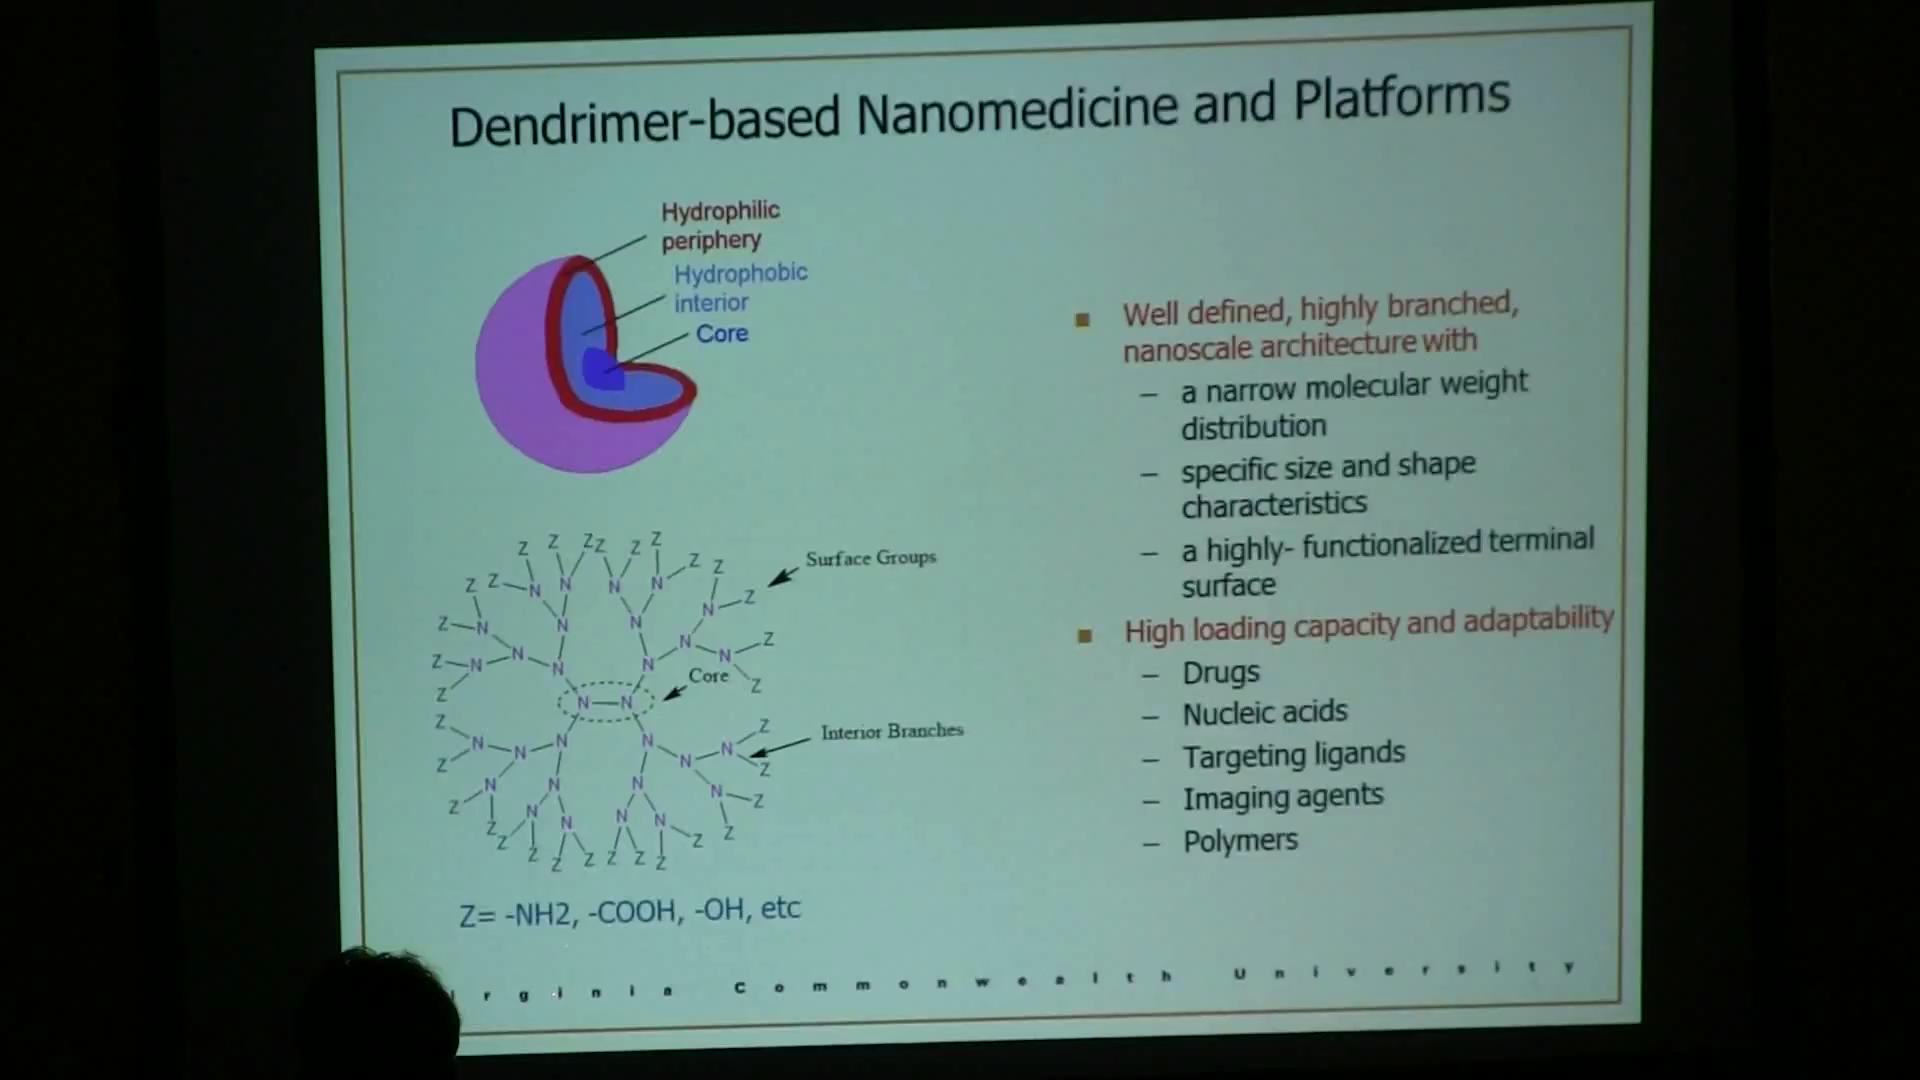 Dendrimer-based Nanomedicine and Platforms
Hydrophilic
periphery
Hydrophobic
interior
Core
Z Z Z Z Z Z
Z Z
Z Z N N N N Z
N Z
Z N N N N Z
Z N N N N N Z
Z Z
N N
Z Z
N N N N N
Z N N N N N Z
Z Z
N N N N Z
Z Z Z
Z Z Z Z Z Z
Surface Groups
Core
Interior Branches
Z= -NH2, -COOH, -OH, etc
Well defined, highly branched,
nanoscale architecture with
– a narrow molecular weight
distribution
– specific size and shape
characteristics
– a highly- functionalized terminal
surface
High loading capacity and adaptability
– Drugs
– Nucleic acids
– Targeting ligands
– Imaging agents
– Polymers
r g i n i a C o m m o n w e a l t h U n i v e r s i t y